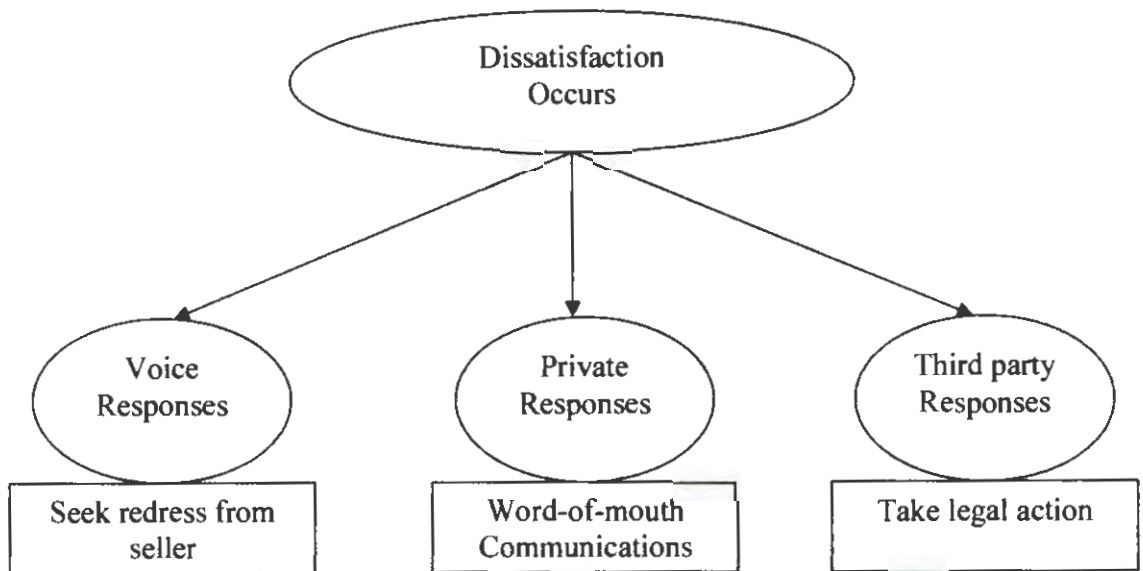 Dissatisfaction
Occurs
Voice
Responses
Private
Responses
Third party
Responses
Seek redress from
seller
Word-of-mouth
Communications
Take legal action